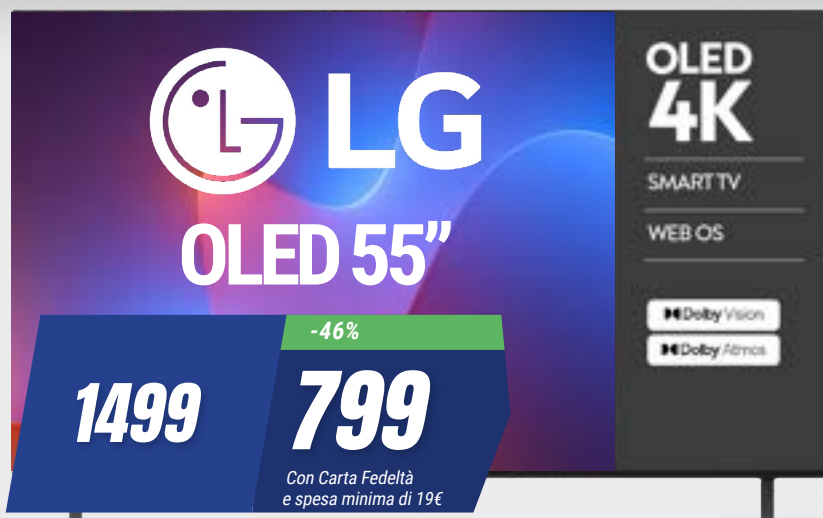 LG
OLED 55”
OLED
4K
SMART TV
WEB OS
Dolby Vision
Dolby Atmos
-46%
1499
799
Con Carta Fedeltà
e spesa minima di 19€